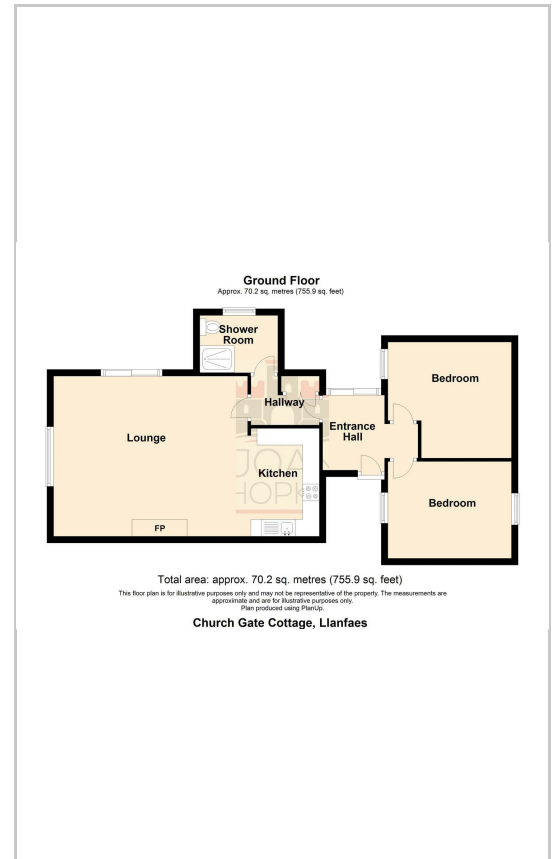 Ground Floor
Approx. 70.2 sq. metres (755.9 sq. feet)
Shower
Room
Bedroom
Hallway
Entrance
Hall
Lounge
Kitchen
Bedroom
FP
JOAN
HOPK
Total area: approx. 70.2 sq. metres (755.9 sq. feet)
This floor plan is for illustrative purposes only and may not be representative of the property. The measurements are
approximate and are for illustrative purposes only.
Plan produced using PlanUp.
Church Gate Cottage, Llanfaes